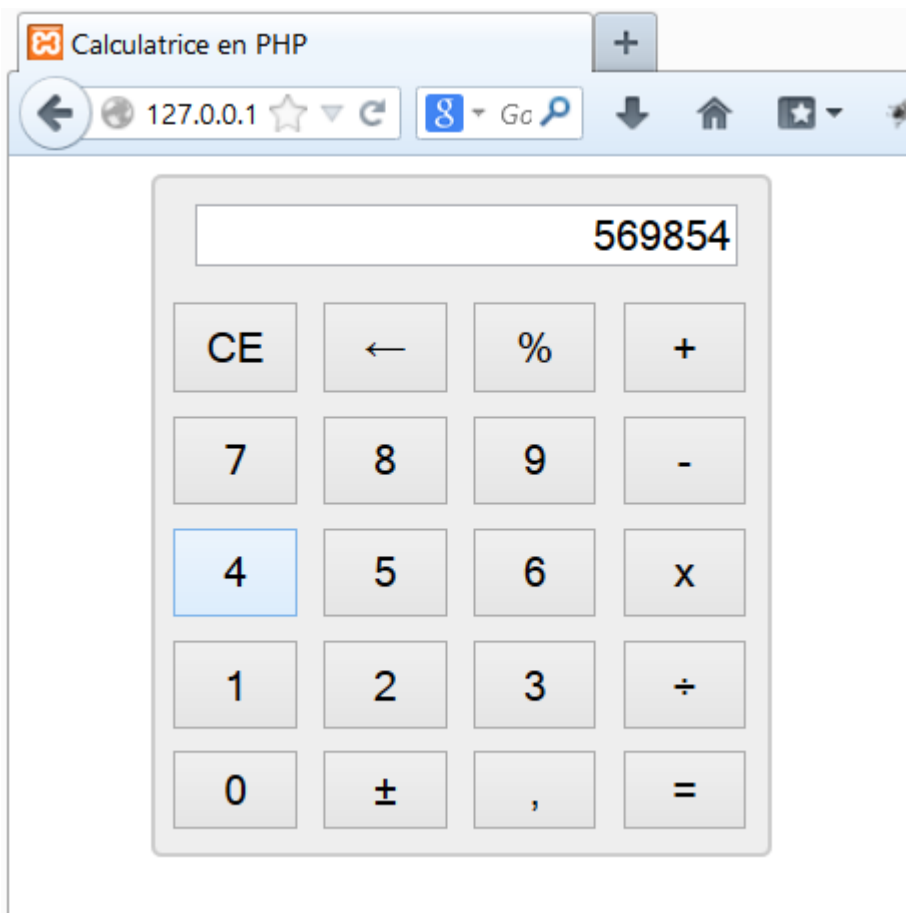 Calculatrice en PHP +
127.0.0.1 8 Go
569854
CE ← % +
7 8 9 -
4 5 6 x
1 2 3 ÷
0 ± , =